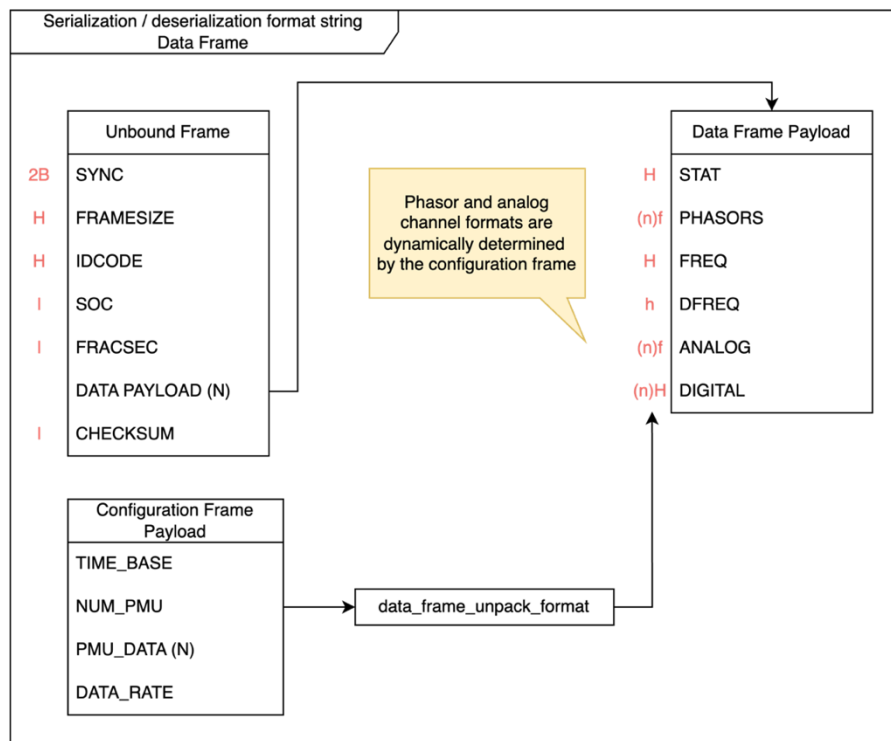 Serialization / deserialization format string
Data Frame
Unbound Frame
2B SYNC
H FRAMESIZE
H IDCODE
I SOC
I FRACSEC
DATA PAYLOAD (N)
I CHECKSUM
Phasor and analog
channel formats are
dynamically determined
by the configuration frame
Data Frame Payload
H STAT
(n)f PHASORS
H FREQ
h DFREQ
(n)f ANALOG
(n)H DIGITAL
Configuration Frame
Payload
TIME_BASE
NUM_PMU
PMU_DATA (N)
DATA_RATE
data_frame_unpack_format